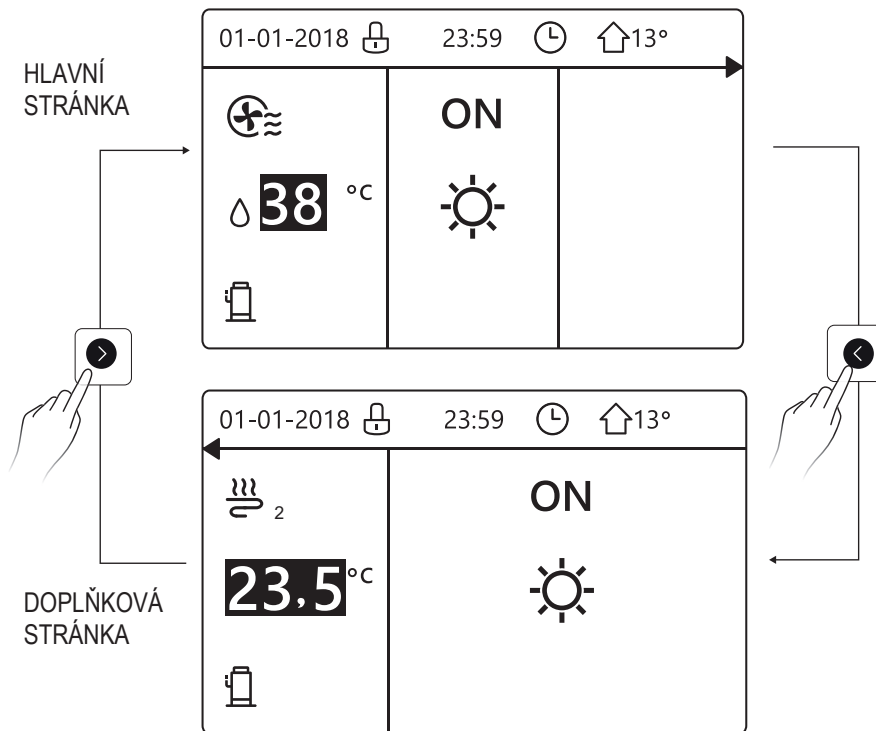 01-01-2018 23:59 13°
HLAVNÍ
STRÁNKA
ON
38 °C
01-01-2018 23:59 13°
2
ON
23,5 °C
DOPLŇKOVÁ
STRÁNKA